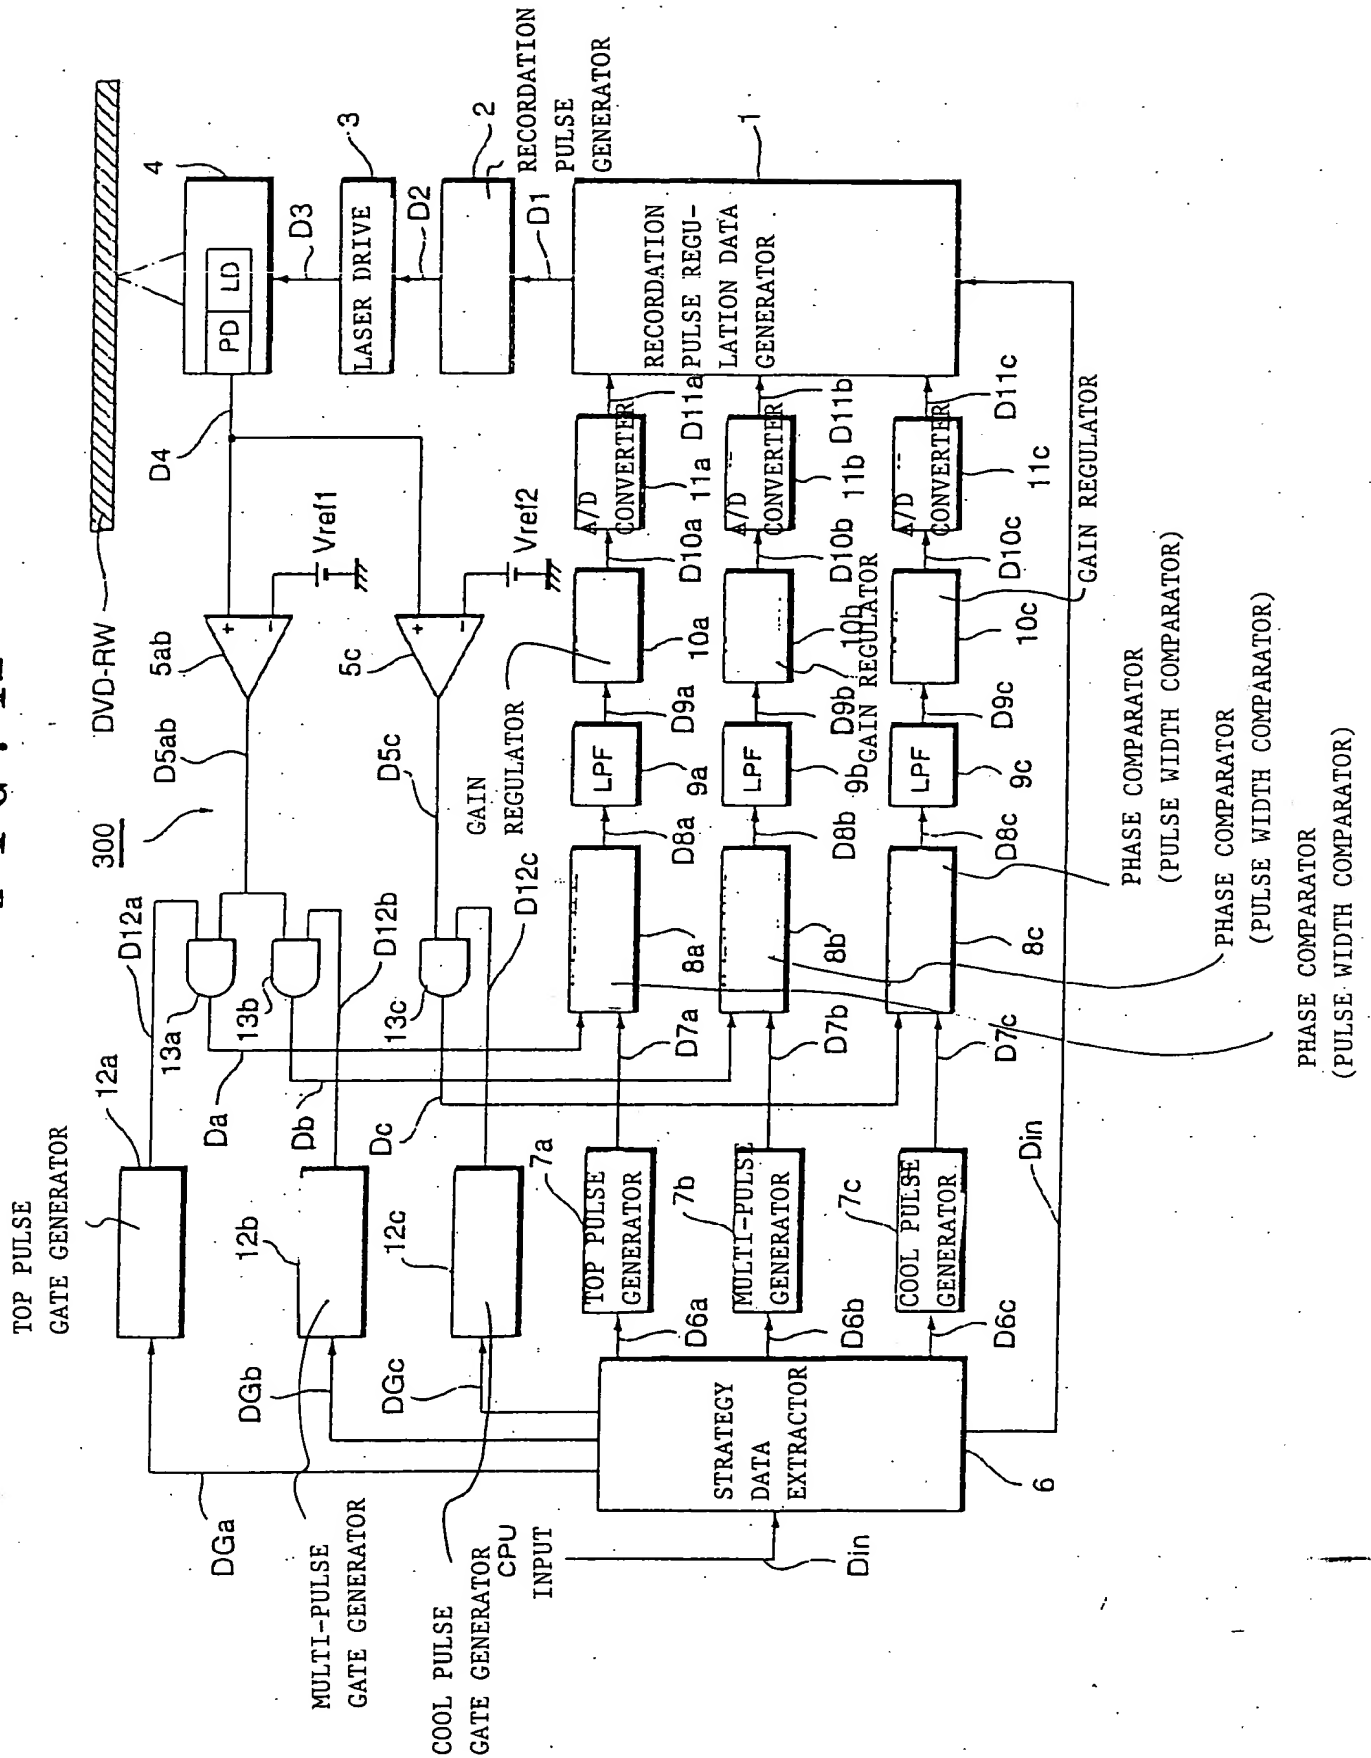 DVD-RW
4
PD
LD
D3
3
LASER DRIVE
D2
2
RECORDATION
PULSE
GENERATOR
D1
1
RECORDATION
PULSE REGU-
LATION DATA
GENERATOR
D4
5ab
+
-
Vref1
5c
+
-
Vref2
D5ab
D5c
300
D12a
13a
13b
D12b
13c
D12c
Da
Db
Dc
TOP PULSE
GATE GENERATOR
12a
12b
12c
MULTI-PULSE
GATE GENERATOR
COOL PULSE
GATE GENERATOR
DGa
DGb
DGc
CPU
INPUT
Din
STRATEGY
DATA
EXTRACTOR
6
Din
D6a
7a
TOP PULSE
GENERATOR
D7a
8a
D8a
LPF
9a
D9a
GAIN
REGULATOR
10a
D10a
A/D
CONVERTER
11a
D11a
D6b
7b
MULTI-PULSE
GENERATOR
D7b
8b
D8b
LPF
9b
D9b
10b
GAIN REGULATOR
D10b
A/D
CONVERTER
11b
D11b
D6c
7c
COOL PULSE
GENERATOR
D7c
8c
D8c
LPF
9c
D9c
10c
GAIN REGULATOR
D10c
A/D
CONVERTER
11c
D11c
PHASE COMPARATOR
(PULSE WIDTH COMPARATOR)
PHASE COMPARATOR
(PULSE WIDTH COMPARATOR)
PHASE COMPARATOR
(PULSE WIDTH COMPARATOR)